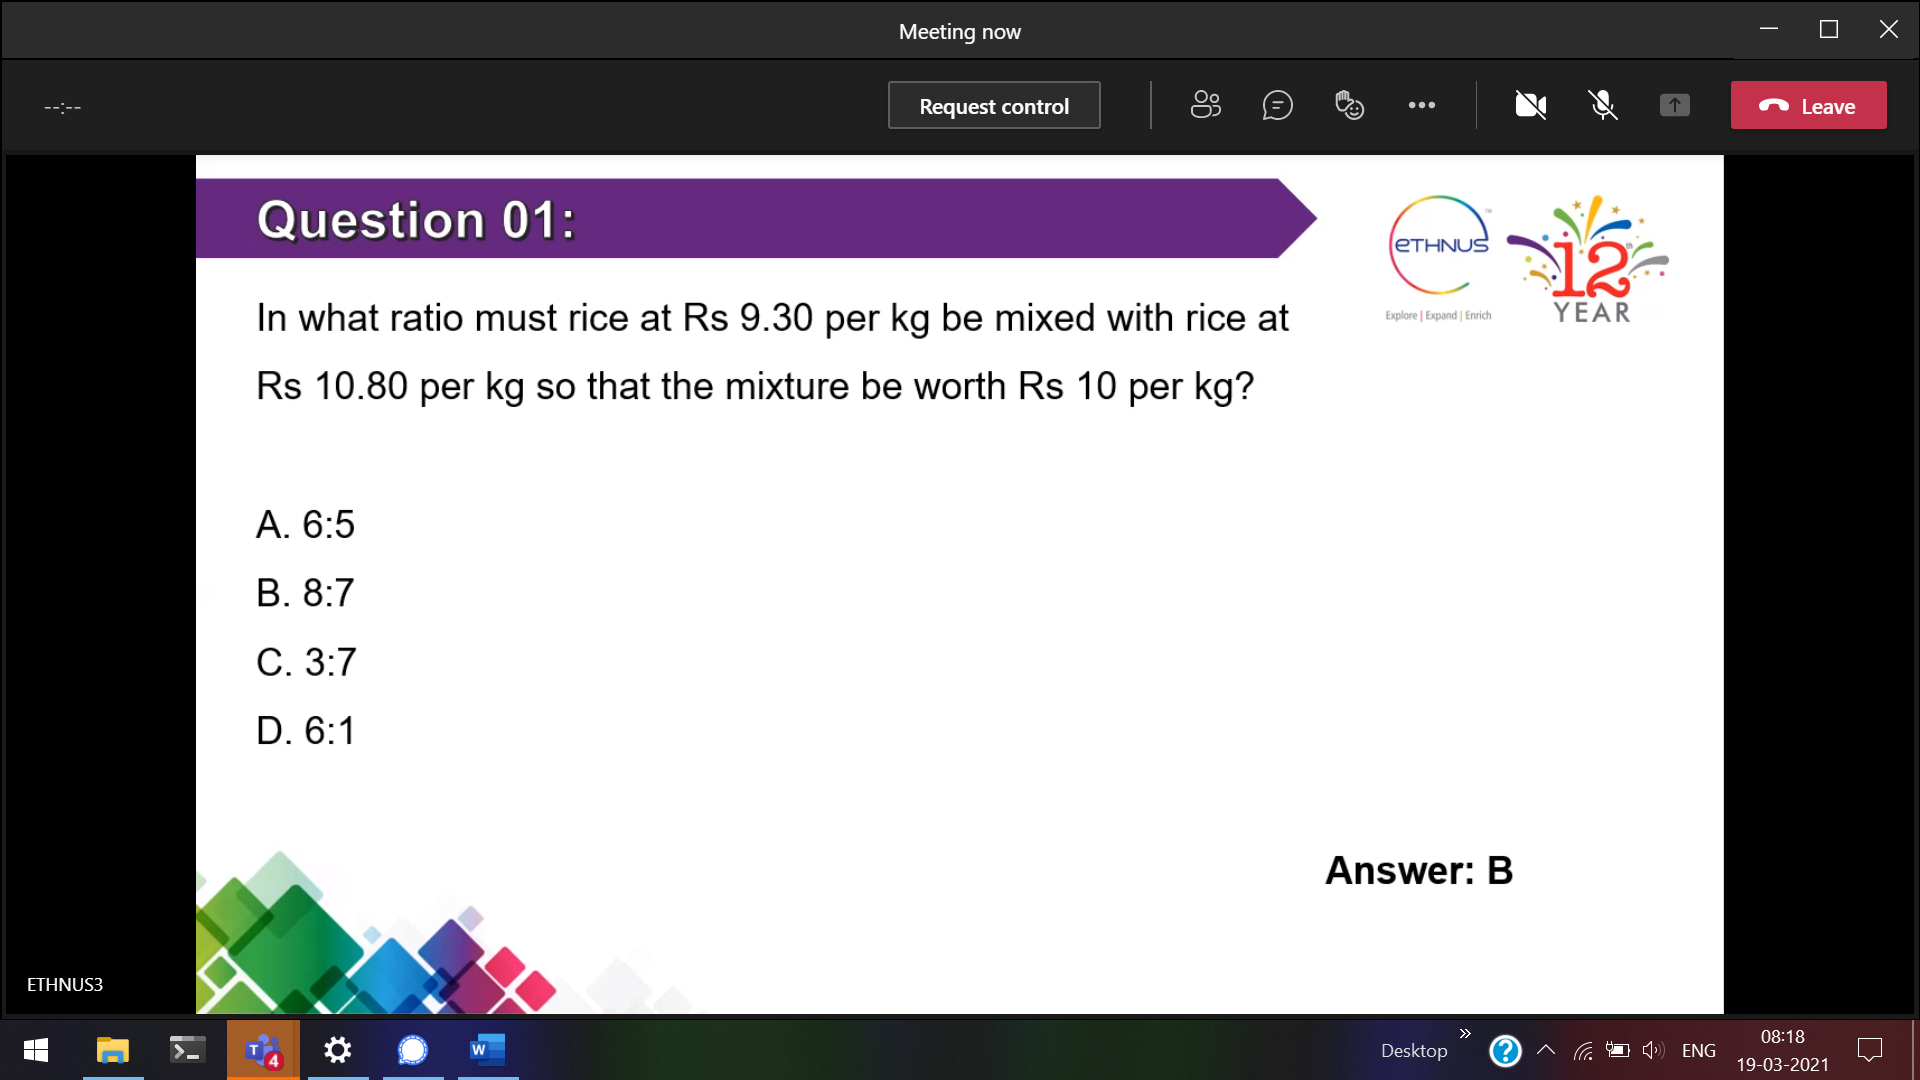 Meeting now
--:--
Request control
Leave
Question 01:
ETHNUS
TM
Explore | Expand | Enrich
12th
YEAR
In what ratio must rice at Rs 9.30 per kg be mixed with rice at
Rs 10.80 per kg so that the mixture be worth Rs 10 per kg?
A. 6:5
B. 8:7
C. 3:7
D. 6:1
Answer: B
ETHNUS3
T
4
W
Desktop
»
?
ENG
08:18
19-03-2021